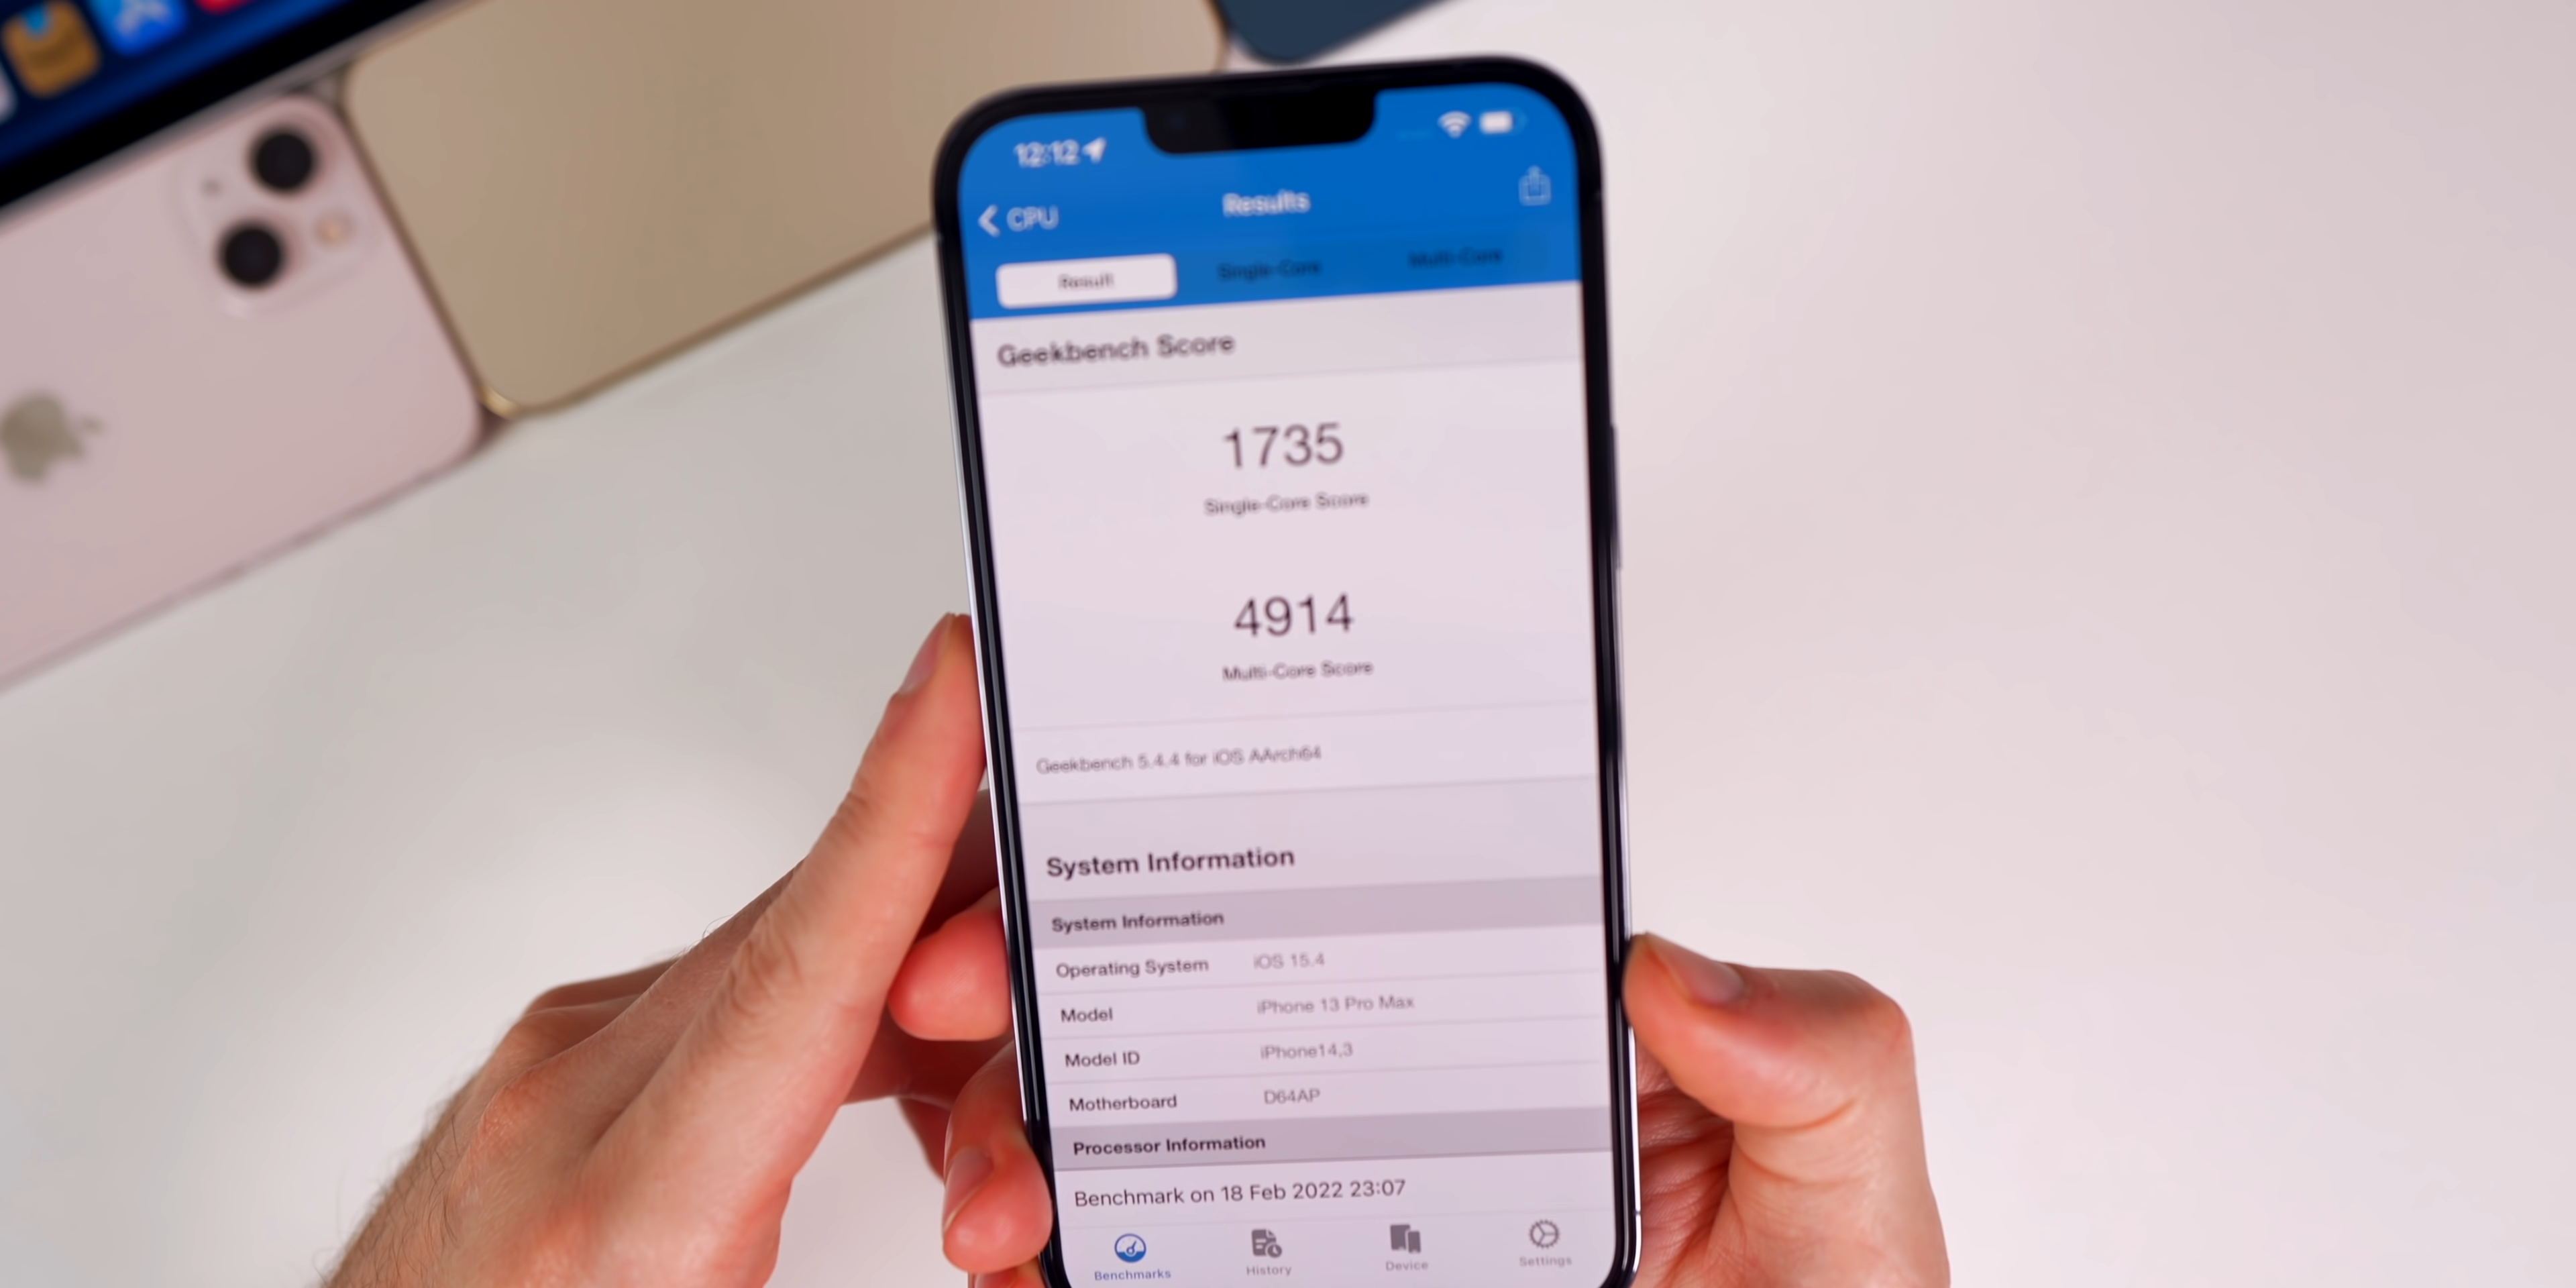 12:12
CPU
Results
Result Single-Core Multi-Core
Geekbench Score
1735
Single-Core Score
4914
Multi-Core Score
Geekbench 5.4.4 for iOS AArch64
System Information
System Information
Operating System iOS 15.4
Model iPhone 13 Pro Max
Model ID iPhone14,3
Motherboard D64AP
Processor Information
Benchmark on 18 Feb 2022 23:07
Benchmarks History Device Settings